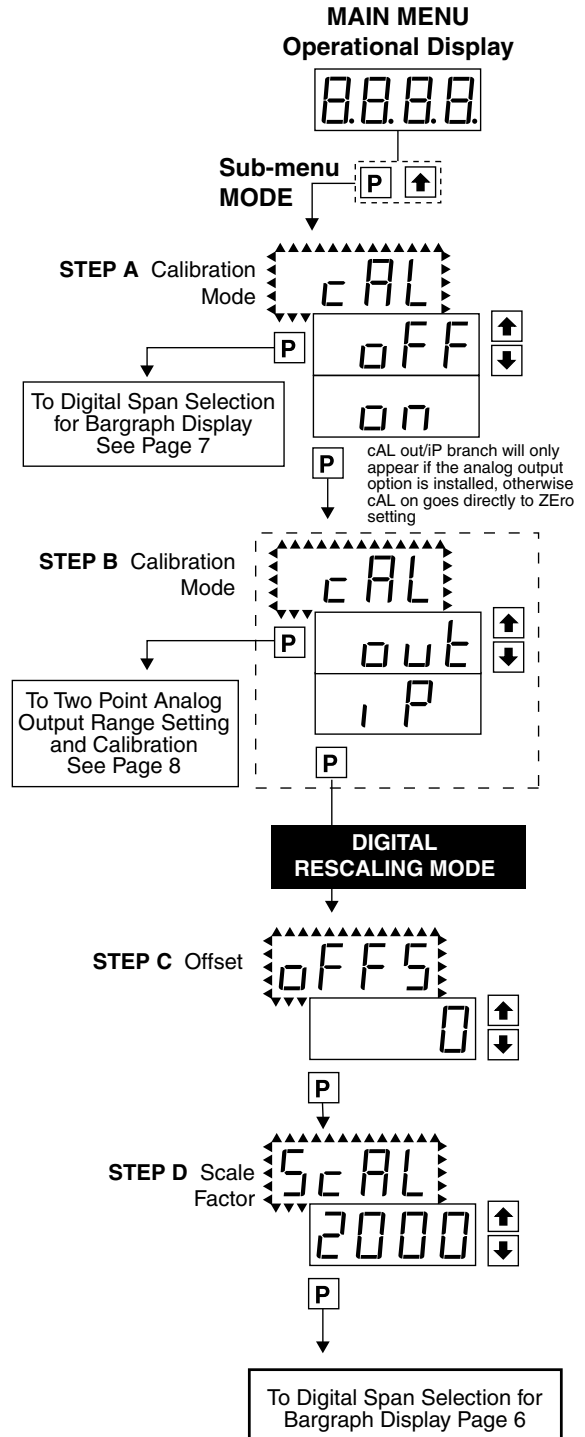 MAIN MENU
Operational Display
8.8.8.8.
Sub-menu
MODE
P
STEP A Calibration
Mode
cAL
oFF
on
P
To Digital Span Selection
for Bargraph Display
See Page 7
P
cAL out/iP branch will only
appear if the analog output
option is installed, otherwise
cAL on goes directly to ZEro
setting
STEP B Calibration
Mode
cAL
out
iP
P
To Two Point Analog
Output Range Setting
and Calibration
See Page 8
P
DIGITAL
RESCALING MODE
STEP C Offset
oFFS
0
P
STEP D Scale
Factor
ScAL
2000
P
To Digital Span Selection for
Bargraph Display Page 6